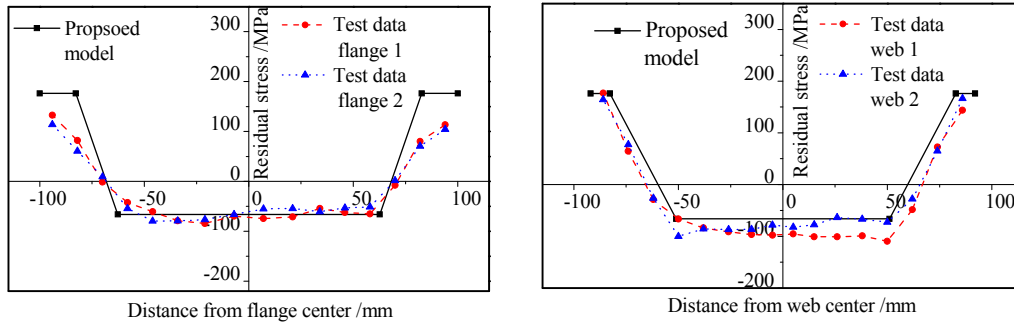 Propsoed
model
Test data
flange 1
Test data
flange 2
Residual stress /MPa
300
200
100
0
-100
-200
-100
-50
0
50
100
Distance from flange center /mm
Proposed
model
Test data
web 1
Test data
web 2
Residual stress /MPa
300
200
100
0
-100
-200
-100
-50
0
50
100
Distance from web center /mm